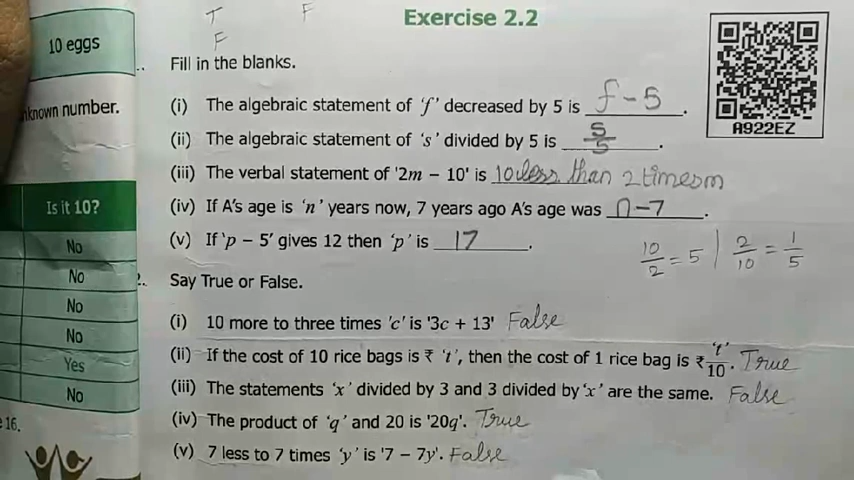 T F
Exercise 2.2
F
10 eggs
Fill in the blanks.
known number.
(i) The algebraic statement of ‘f’ decreased by 5 is f - 5.
A922EZ
(ii) The algebraic statement of ‘s’ divided by 5 is s/5.
(iii) The verbal statement of '2m – 10' is 10 less than 2 times m
Is it 10?
(iv) If A's age is ‘n’ years now, 7 years ago A's age was n-7.
(v) If ‘p – 5’ gives 12 then ‘p’ is 17.
10/2 = 5 | 2/10 = 1/5
No
No
No
No
Yes
No
2. Say True or False.
(i) 10 more to three times ‘c’ is '3c + 13' False
(ii) If the cost of 10 rice bags is ₹ ‘t’, then the cost of 1 rice bag is ₹ ‘t’/10. True
(iii) The statements ‘x’ divided by 3 and 3 divided by ‘x’ are the same. False
(iv) The product of ‘q’ and 20 is '20q'. True
16.
(v) 7 less to 7 times ‘y’ is '7 – 7y'. False